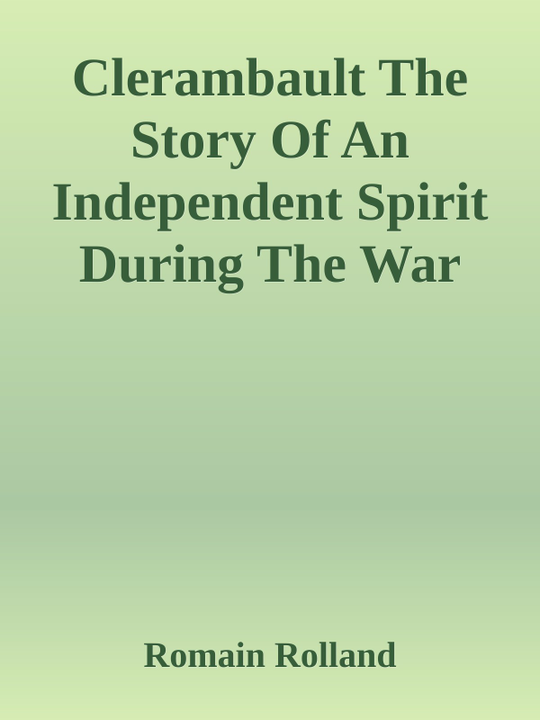 Clerambault The
Story Of An
Independent Spirit
During The War
Romain Rolland